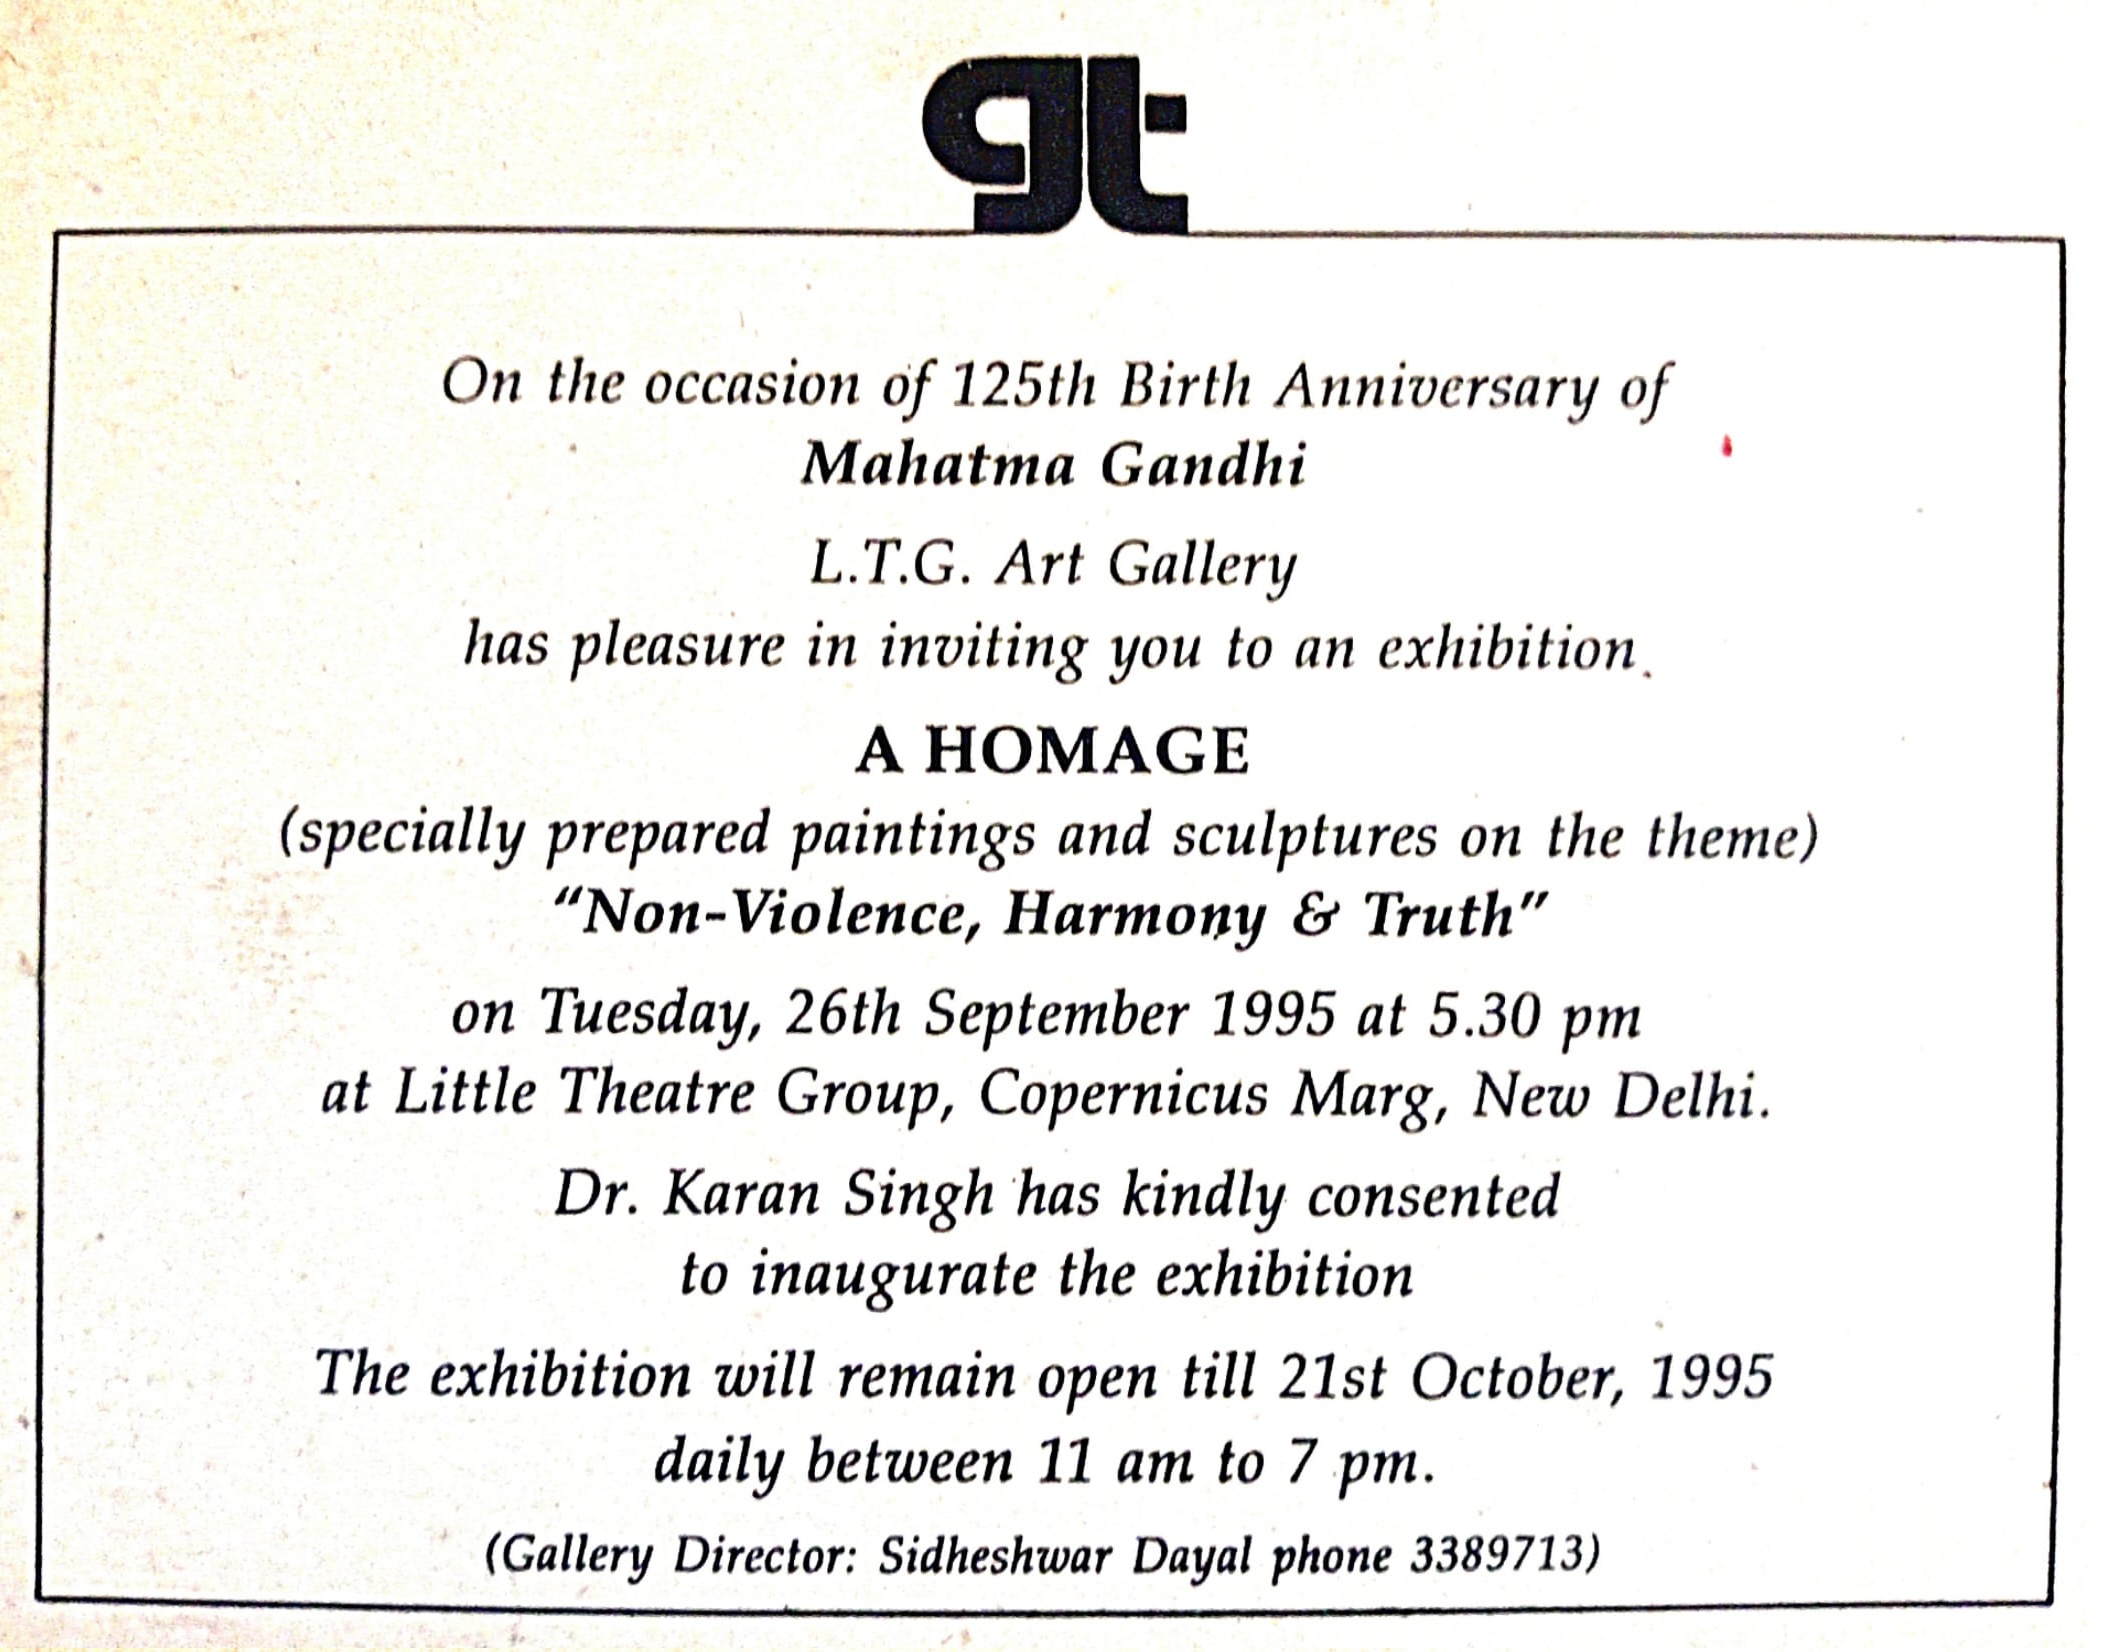 gt
On the occasion of 125th Birth Anniversary of
Mahatma Gandhi
L.T.G. Art Gallery
has pleasure in inviting you to an exhibition.
A HOMAGE
(specially prepared paintings and sculptures on the theme)
“Non-Violence, Harmony & Truth”
on Tuesday, 26th September 1995 at 5.30 pm
at Little Theatre Group, Copernicus Marg, New Delhi.
Dr. Karan Singh has kindly consented
to inaugurate the exhibition
The exhibition will remain open till 21st October, 1995
daily between 11 am to 7 pm.
(Gallery Director: Sidheshwar Dayal phone 3389713)